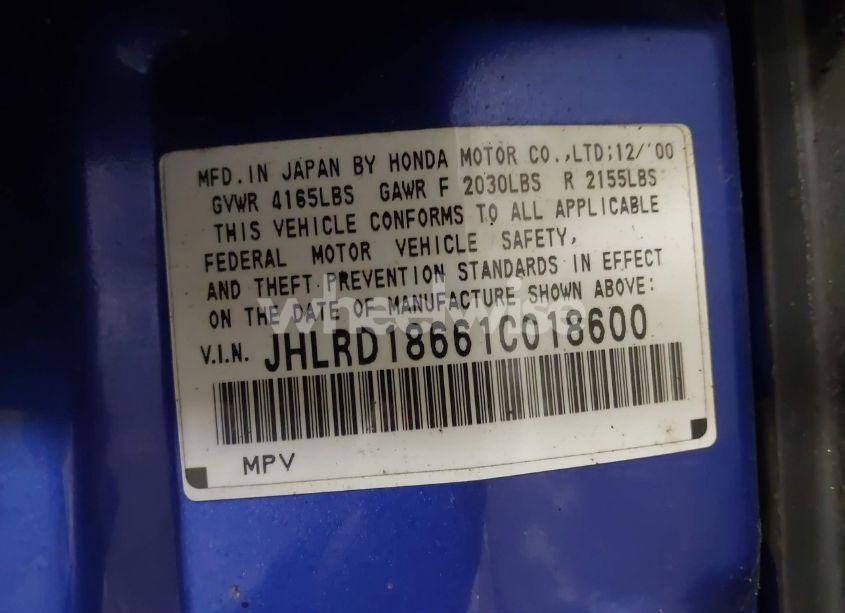 MFD. IN JAPAN BY HONDA MOTOR CO.,LTD;12/'00
GVWR 4165LBS GAWR F 2030LBS R 2155LBS
THIS VEHICLE CONFORMS TO ALL APPLICABLE
FEDERAL MOTOR VEHICLE SAFETY,
AND THEFT PREVENTION STANDARDS IN EFFECT
ON THE DATE OF MANUFACTURE SHOWN ABOVE:
wheelwise
V.I.N. JHLRD18661C018600
MPV